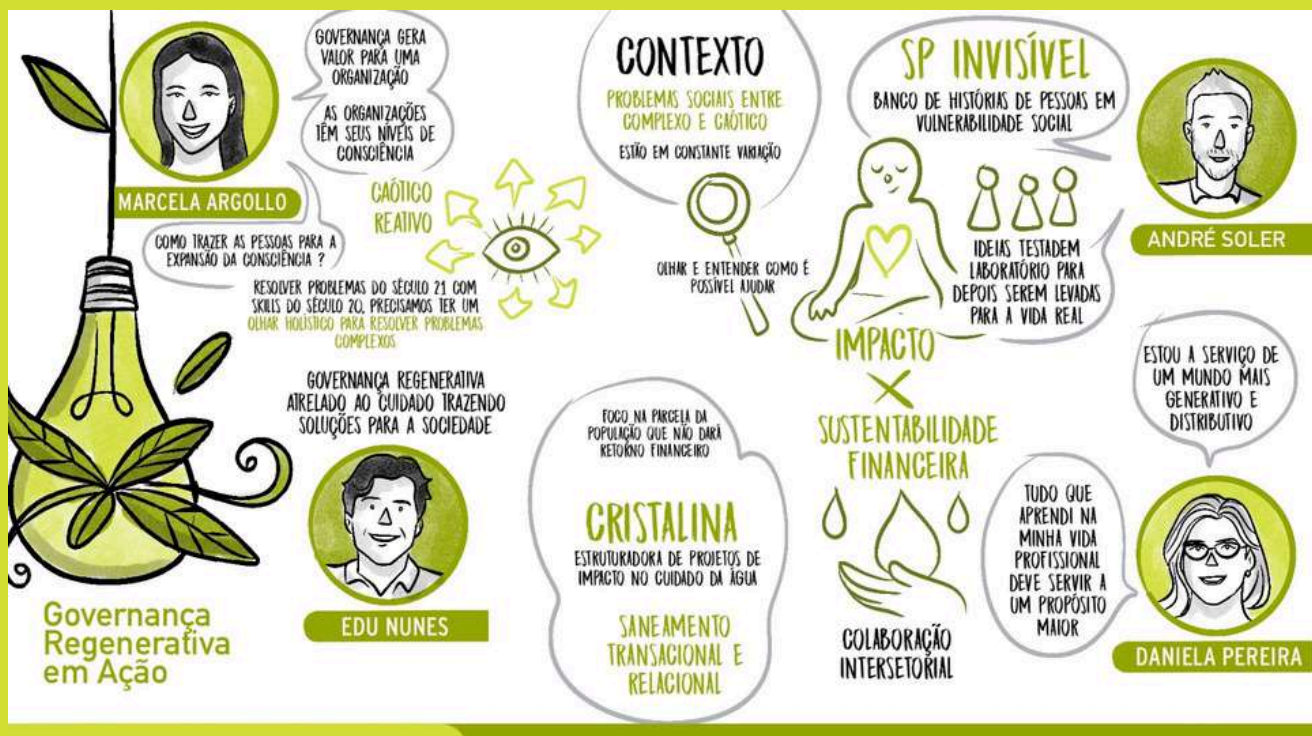 GOVERNANÇA GERA
VALOR PARA UMA
ORGANIZAÇÃO
AS ORGANIZAÇÕES
TÊM SEUS NÍVEIS DE
CONSCIÊNCIA
MARCELA ARGOLLO
CAÓTICO
REATIVO
COMO TRAZER AS PESSOAS PARA A
EXPANSÃO DA CONSCIÊNCIA ?
RESOLVER PROBLEMAS DO SÉCULO 21 COM
SKILLS DO SÉCULO 20, PRECISAMOS TER UM
OLHAR HOLÍSTICO PARA RESOLVER PROBLEMAS
COMPLEXOS
GOVERNANÇA REGENERATIVA
ATRELADO AO CUIDADO TRAZENDO
SOLUÇÕES PARA A SOCIEDADE
EDU NUNES
Governança
Regenerativa
em Ação
CONTEXTO
PROBLEMAS SOCIAIS ENTRE
COMPLEXO E CAÓTICO
ESTÃO EM CONSTANTE VARIAÇÃO
OLHAR E ENTENDER COMO É
POSSÍVEL AJUDAR
SP INVISÍVEL
BANCO DE HISTÓRIAS DE PESSOAS EM
VULNERABILIDADE SOCIAL
ANDRÉ SOLER
IDEIAS TESTADEM
LABORATÓRIO PARA
DEPOIS SEREM LEVADAS
PARA A VIDA REAL
IMPACTO
X
SUSTENTABILIDADE
FINANCEIRA
FOCO NA PARCELA DA
POPULAÇÃO QUE NÃO DARÁ
RETORNO FINANCEIRO
CRISTALINA
ESTRUTURADORA DE PROJETOS DE
IMPACTO NO CUIDADO DA ÁGUA
SANEAMENTO
TRANSACIONAL E
RELACIONAL
COLABORAÇÃO
INTERSETORIAL
ESTOU A SERVIÇO DE
UM MUNDO MAIS
GENERATIVO E
DISTRIBUTIVO
TUDO QUE
APRENDI NA
MINHA VIDA
PROFISSIONAL
DEVE SERVIR A
UM PROPÓSITO
MAIOR
DANIELA PEREIRA